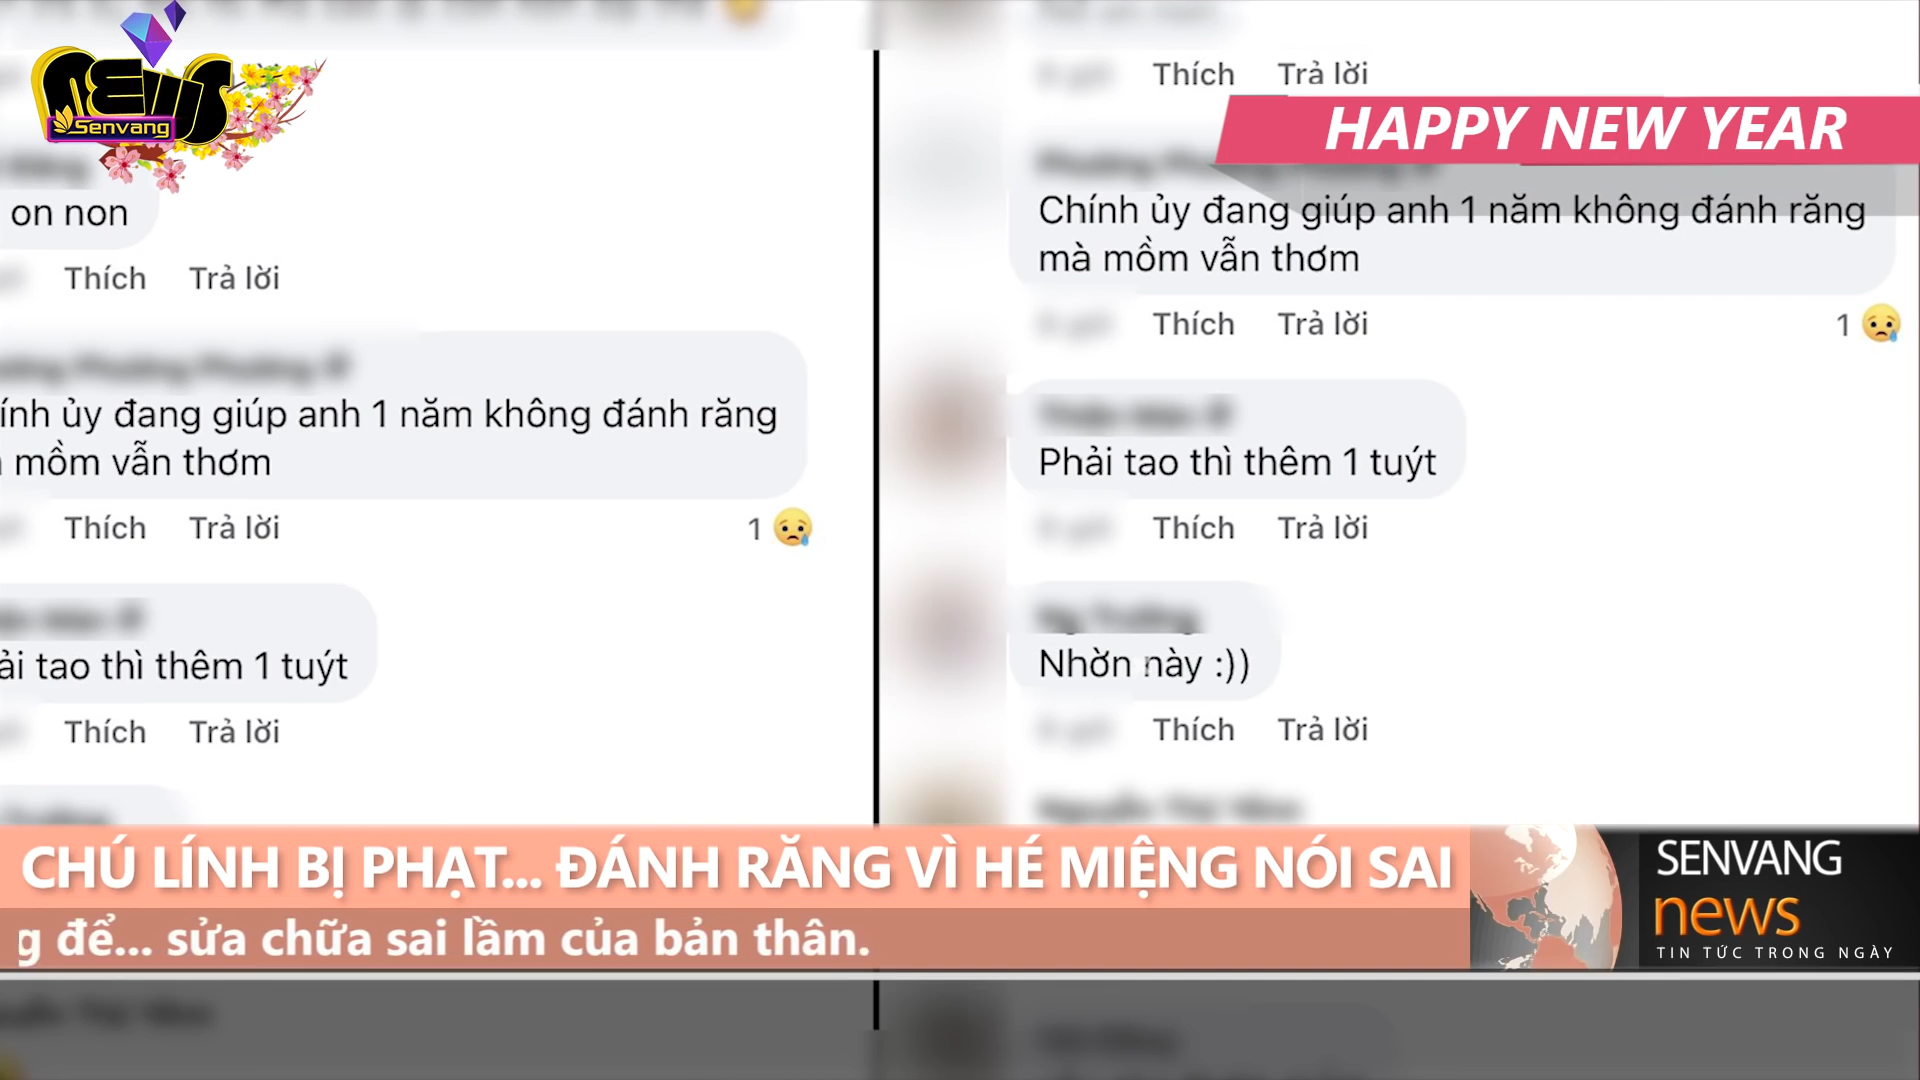 NEWS
Senvang
HAPPY NEW YEAR
on non
Thích Trả lời
ính ủy đang giúp anh 1 năm không đánh răng
mồm vẫn thơm
Thích Trả lời
1
ải tao thì thêm 1 tuýt
Thích Trả lời
Thích Trả lời
Chính ủy đang giúp anh 1 năm không đánh răng
mà mồm vẫn thơm
Thích Trả lời
1
Phải tao thì thêm 1 tuýt
Thích Trả lời
Nhờn này :))
Thích Trả lời
CHÚ LÍNH BỊ PHẠT... ĐÁNH RĂNG VÌ HÉ MIỆNG NÓI SAI
g để... sửa chữa sai lầm của bản thân.
SENVANG
news
TIN TỨC TRONG NGÀY